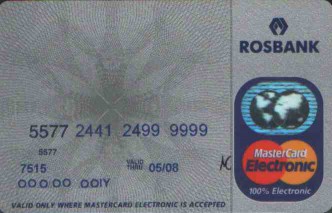 ROSBANK
5577 2441 2499 9999
5577
7515 VALID THRU 05/08
MasterCard
Electronic
100% Electronic
VALID ONLY WHERE MASTERCARD ELECTRONIC IS ACCEPTED